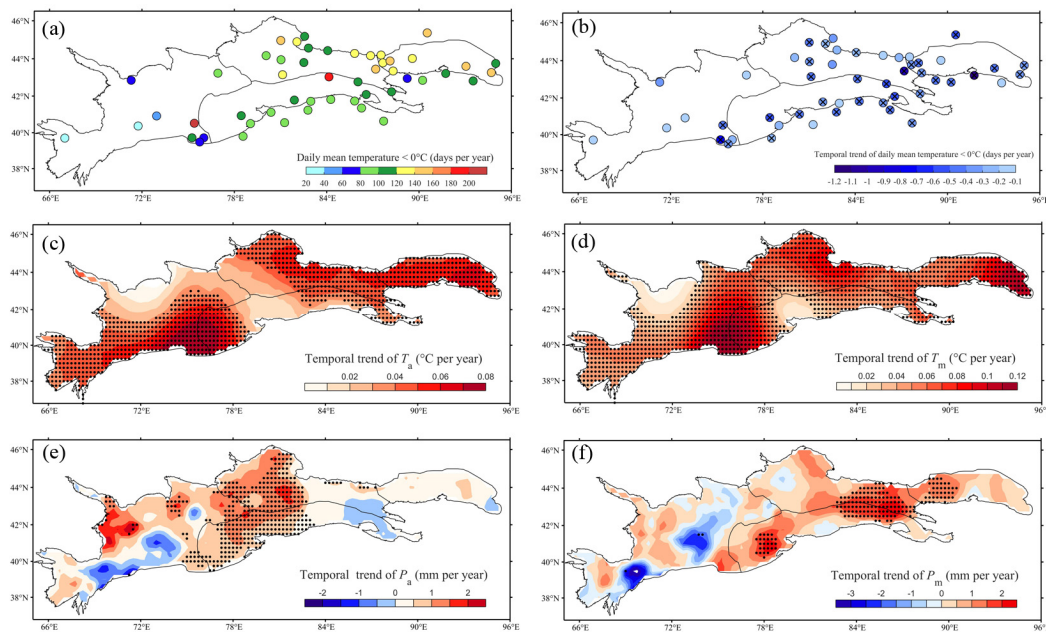 (a)
46°N
44°N
42°N
40°N
38°N
Daily mean temperature < 0°C (days per year)
20 40 60 80 100 120 140 160 180 200
66°E 72°E 78°E 84°E 90°E 96°E
(b)
46°N
44°N
42°N
40°N
38°N
Temporal trend of daily mean temperature < 0°C (days per year)
-1.2 -1.1 -1 -0.8 -0.7 -0.6 -0.5 -0.4 -0.3 -0.2 -0.1
66°E 72°E 78°E 84°E 90°E 96°E
(c)
46°N
44°N
42°N
40°N
38°N
Temporal trend of Ta (°C per year)
0.02 0.04 0.06 0.08
66°E 72°E 78°E 84°E 90°E 96°E
(d)
46°N
44°N
42°N
40°N
38°N
Temporal trend of Tm (°C per year)
0.02 0.04 0.06 0.08 0.10 0.12
66°E 72°E 78°E 84°E 90°E 96°E
(e)
46°N
44°N
42°N
40°N
38°N
Temporal trend of Pa (mm per year)
-2 -1 0 1 2
66°E 72°E 78°E 84°E 90°E 96°E
(f)
46°N
44°N
42°N
40°N
38°N
Temporal trend of Pm (mm per year)
-3 -2 -1 0 1 2
66°E 72°E 78°E 84°E 90°E 96°E